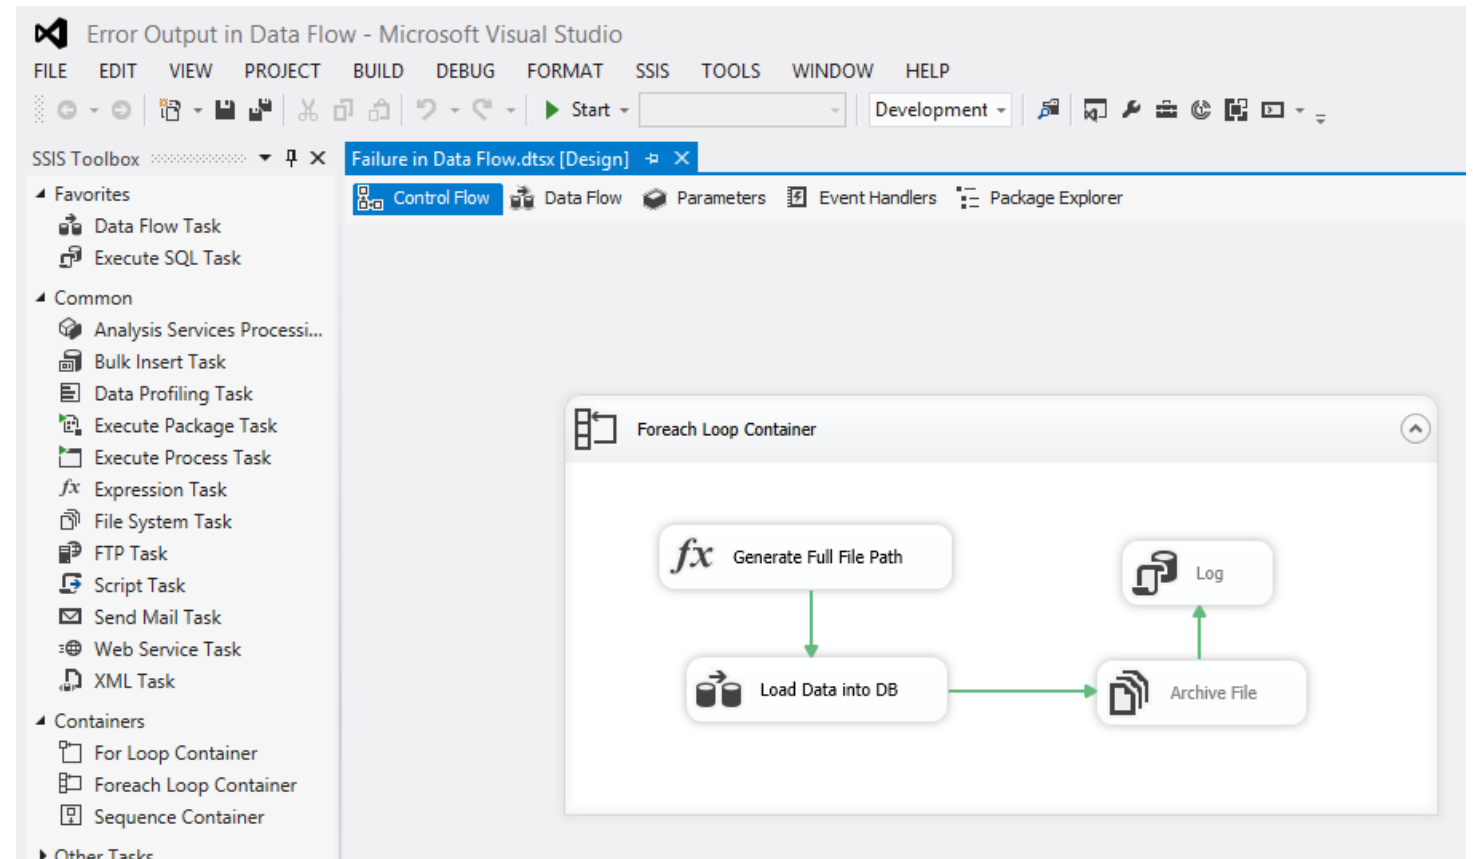 Error Output in Data Flow - Microsoft Visual Studio
FILE EDIT VIEW PROJECT BUILD DEBUG FORMAT SSIS TOOLS WINDOW HELP
Start Development
SSIS Toolbox
Failure in Data Flow.dtsx [Design]
Control Flow Data Flow Parameters Event Handlers Package Explorer
Favorites
Data Flow Task
Execute SQL Task
Common
Analysis Services Processi...
Bulk Insert Task
Data Profiling Task
Execute Package Task
Execute Process Task
fx Expression Task
File System Task
FTP Task
Script Task
Send Mail Task
Web Service Task
XML Task
Containers
For Loop Container
Foreach Loop Container
Sequence Container
Other Tasks
Foreach Loop Container
fx Generate Full File Path
Log
Load Data into DB
Archive File